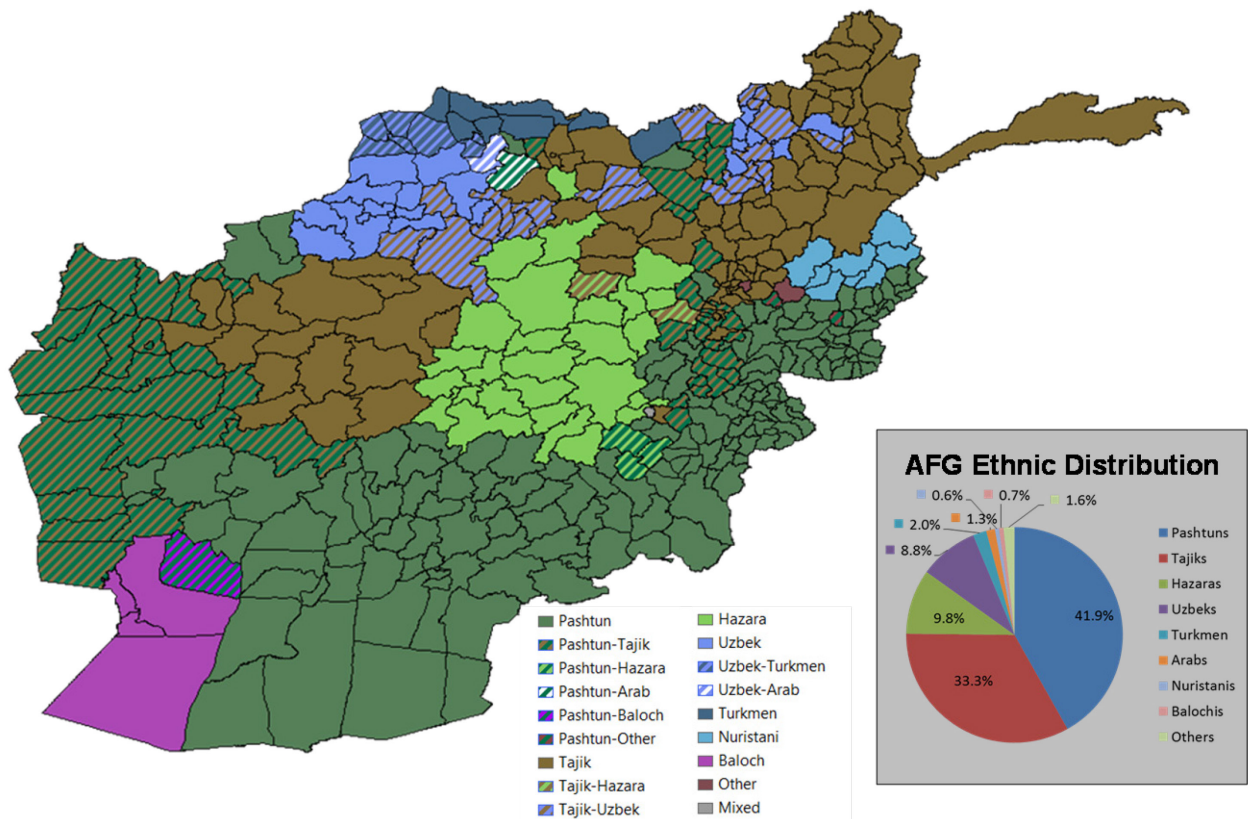 AFG Ethnic Distribution
0.6%
0.7%
1.6%
2.0%
1.3%
8.8%
9.8%
33.3%
41.9%
Pashtuns
Tajiks
Hazaras
Uzbeks
Turkmen
Arabs
Nuristanis
Balochis
Others
Pashtun
Pashtun-Tajik
Pashtun-Hazara
Pashtun-Arab
Pashtun-Baloch
Pashtun-Other
Tajik
Tajik-Hazara
Tajik-Uzbek
Hazara
Uzbek
Uzbek-Turkmen
Uzbek-Arab
Turkmen
Nuristani
Baloch
Other
Mixed